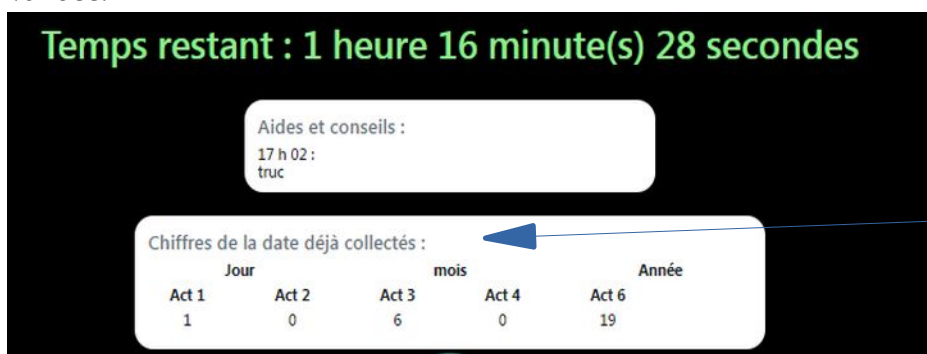 Temps restant : 1 heure 16 minute(s) 28 secondes
Aides et conseils :
17 h 02 :
truc
Chiffres de la date déjà collectés :
Jour mois Année
Act 1 Act 2 Act 3 Act 4 Act 6
1 0 6 0 19